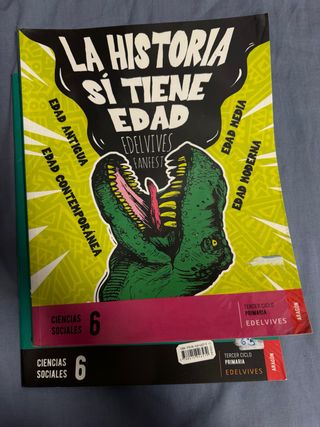 LA HISTORIA
SÍ TIENE
EDAD
EDELVIVES
FANFEST
EDAD ANTIGUA
EDAD CONTEMPORÁNEA
EDAD MEDIA
EDAD MODERNA
CIENCIAS
SOCIALES 6
TERCER CICLO
PRIMARIA
EDELVIVES
ARAGÓN
CIENCIAS
SOCIALES 6
TERCER CICLO
PRIMARIA
EDELVIVES
ARAGÓN